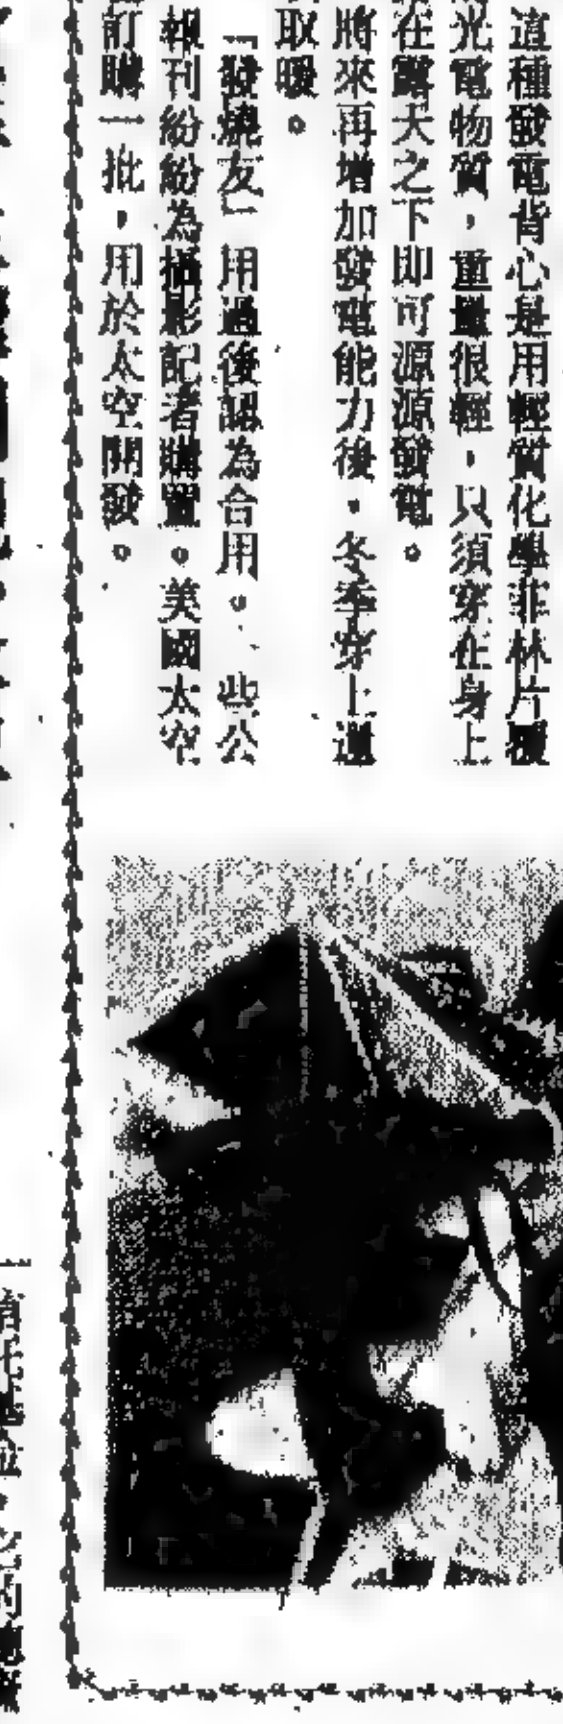 這種發電背心是用輕質化學菲林片覆
光電物質，重量很輕，只須穿在身上
在露天之下即可源源發電。
將來再增加發電能力後，冬季穿上還
取暖。
「發燒友」用過後認為合用。一些公
報刊紛紛為攝影記者購置。美國太空
訂購一批，用於太空開發。